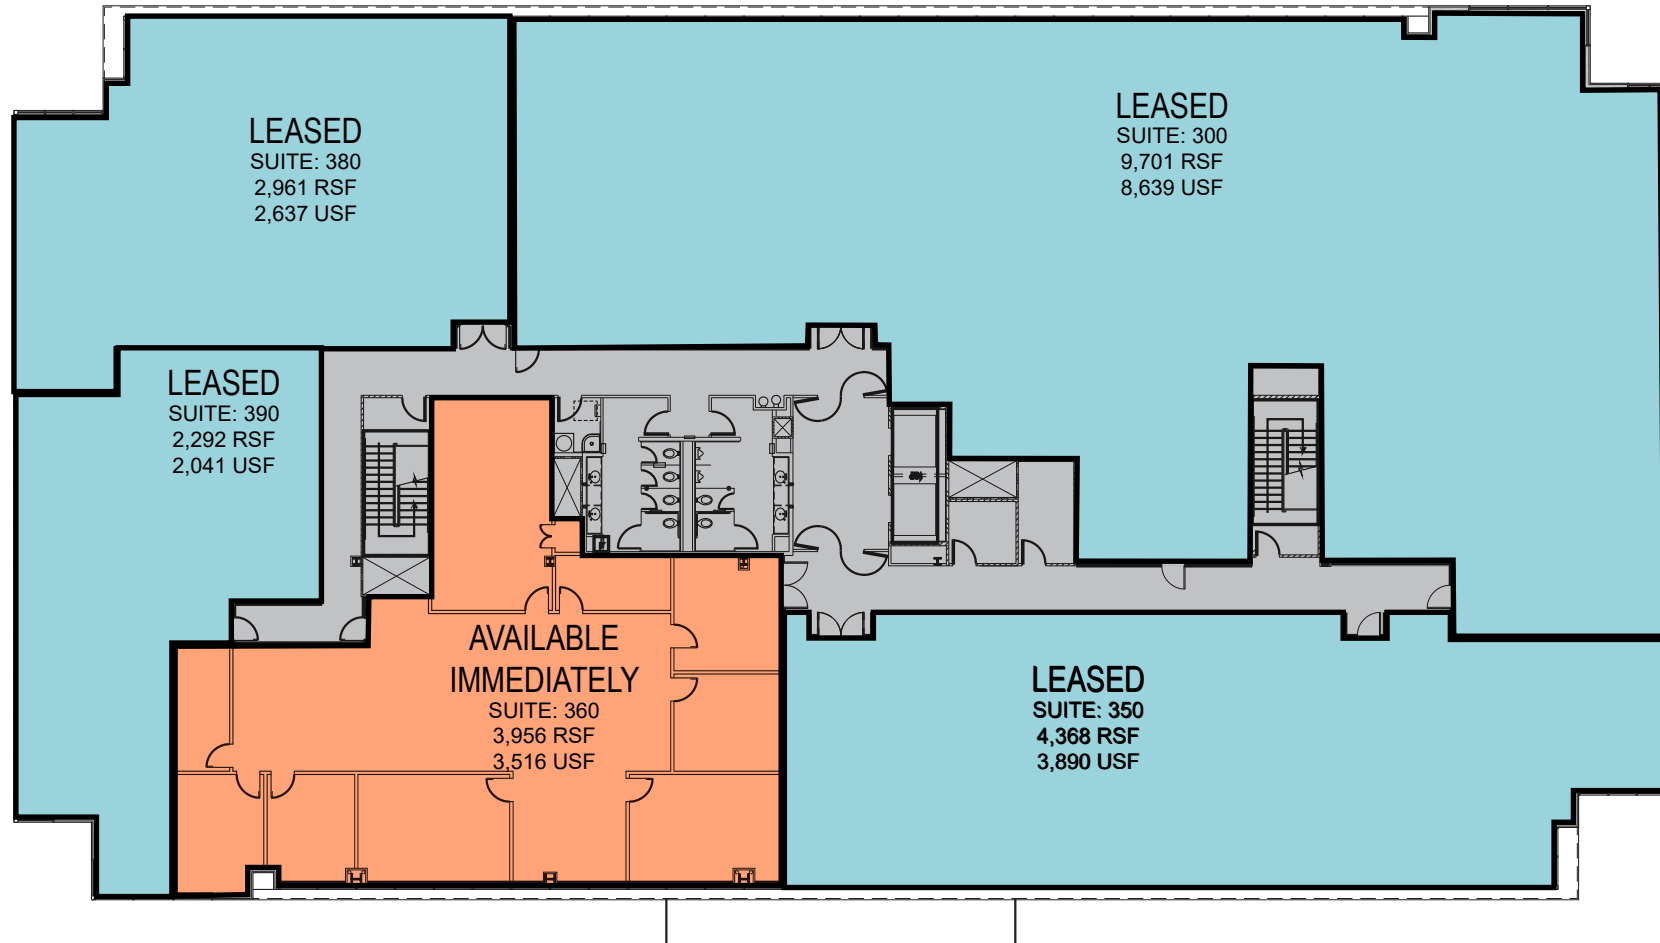 LEASED
SUITE: 380
2,961 RSF
2,637 USF
LEASED
SUITE: 300
9,701 RSF
8,639 USF
LEASED
SUITE: 390
2,292 RSF
2,041 USF
AVAILABLE
IMMEDIATELY
SUITE: 360
3,956 RSF
3,516 USF
LEASED
SUITE: 350
4,368 RSF
3,890 USF